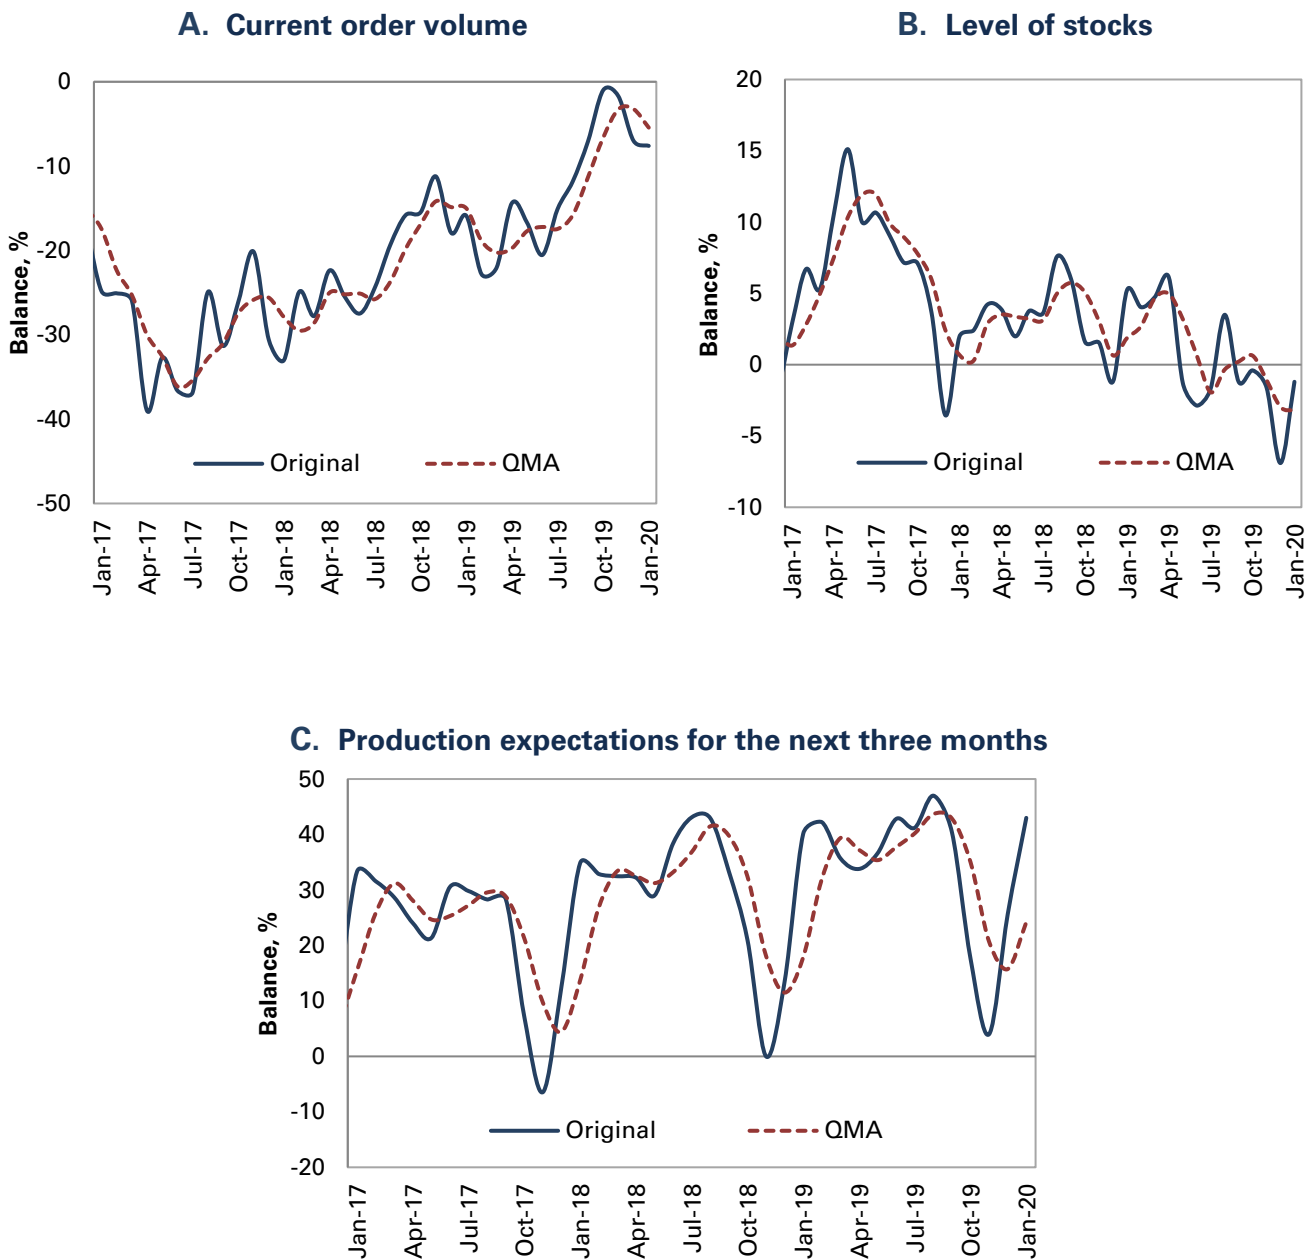 A. Current order volume
Balance, %
0
-10
-20
-30
-40
-50
Original
QMA
Jan-17
Apr-17
Jul-17
Oct-17
Jan-18
Apr-18
Jul-18
Oct-18
Jan-19
Apr-19
Jul-19
Oct-19
Jan-20
B. Level of stocks
Balance, %
20
15
10
5
0
-5
-10
Original
QMA
Jan-17
Apr-17
Jul-17
Oct-17
Jan-18
Apr-18
Jul-18
Oct-18
Jan-19
Apr-19
Jul-19
Oct-19
Jan-20
C. Production expectations for the next three months
Balance, %
50
40
30
20
10
0
-10
-20
Original
QMA
Jan-17
Apr-17
Jul-17
Oct-17
Jan-18
Apr-18
Jul-18
Oct-18
Jan-19
Apr-19
Jul-19
Oct-19
Jan-20